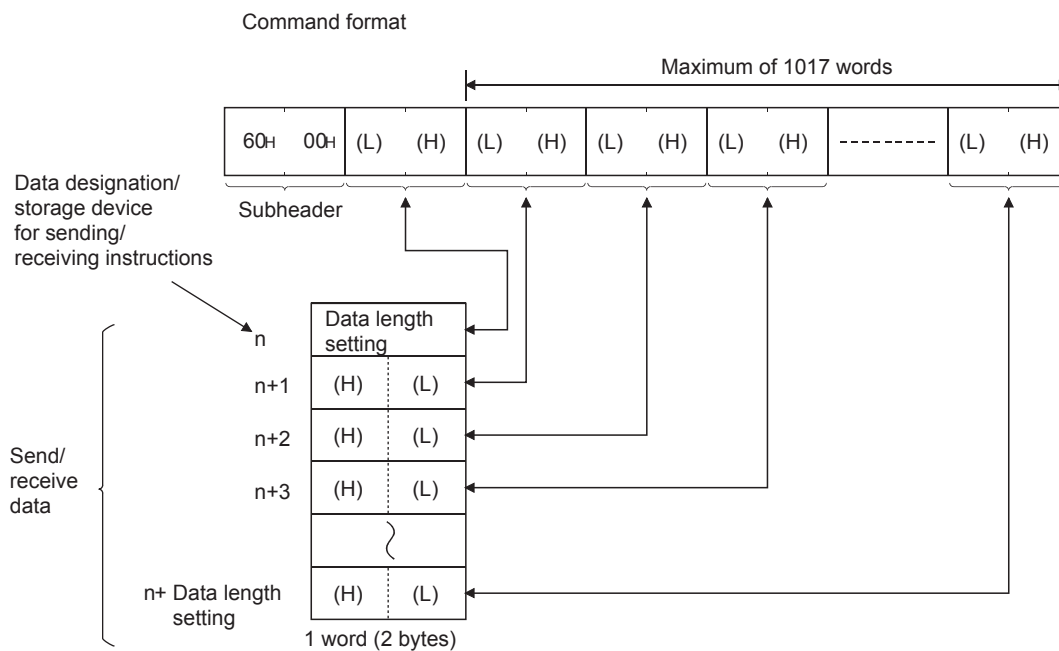 Command format
Maximum of 1017 words
60H 00H (L) (H) (L) (H) (L) (H) (L) (H) (L) (H)
Data designation/
storage device
for sending/
receiving instructions
Subheader
n
Data length
setting
n+1 (H) (L)
n+2 (H) (L)
n+3 (H) (L)
Send/
receive
data
n+ Data length
setting
(H) (L)
1 word (2 bytes)